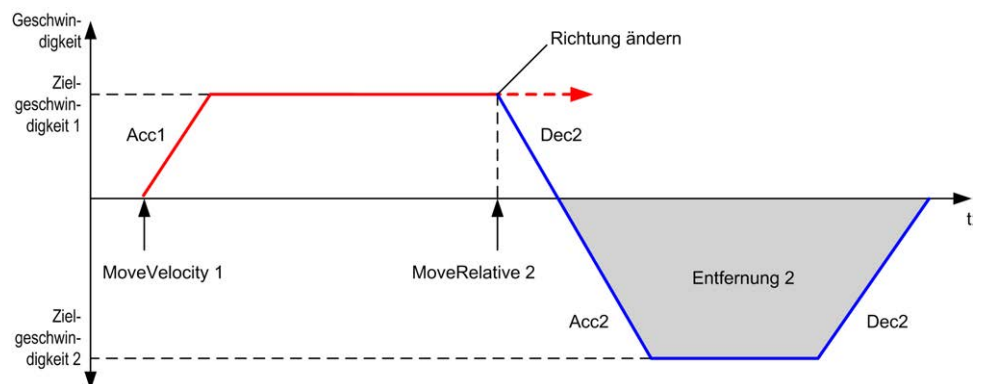 Geschwin-
digkeit
Richtung ändern
Ziel-
geschwin-
digkeit 1
Acc1
Dec2
t
MoveVelocity 1
MoveRelative 2
Entfernung 2
Ziel-
geschwin-
digkeit 2
Acc2
Dec2